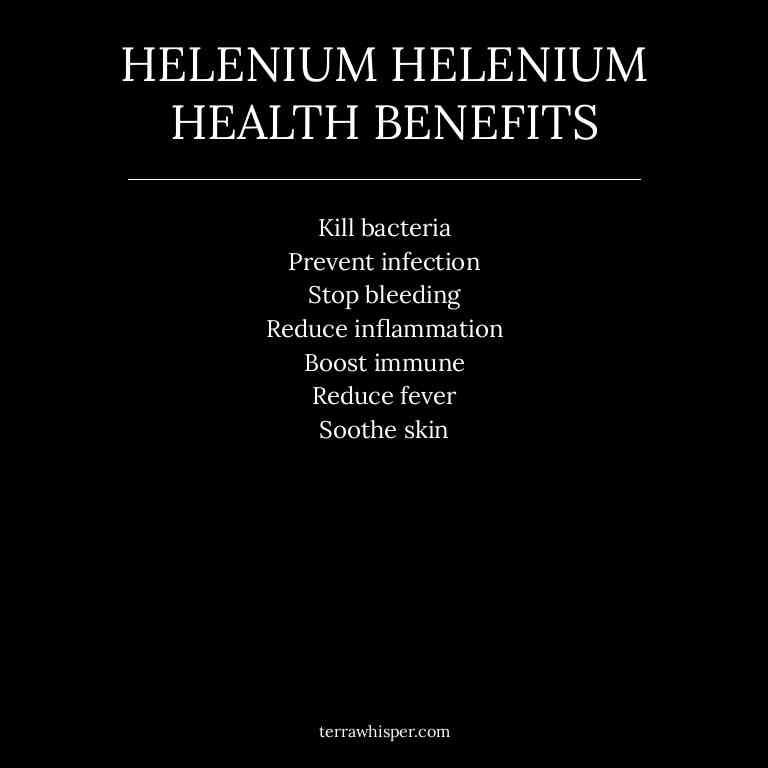 HELENIUM HELENIUM
HEALTH BENEFITS
Kill bacteria
Prevent infection
Stop bleeding
Reduce inflammation
Boost immune
Reduce fever
Soothe skin
terrawhisper.com